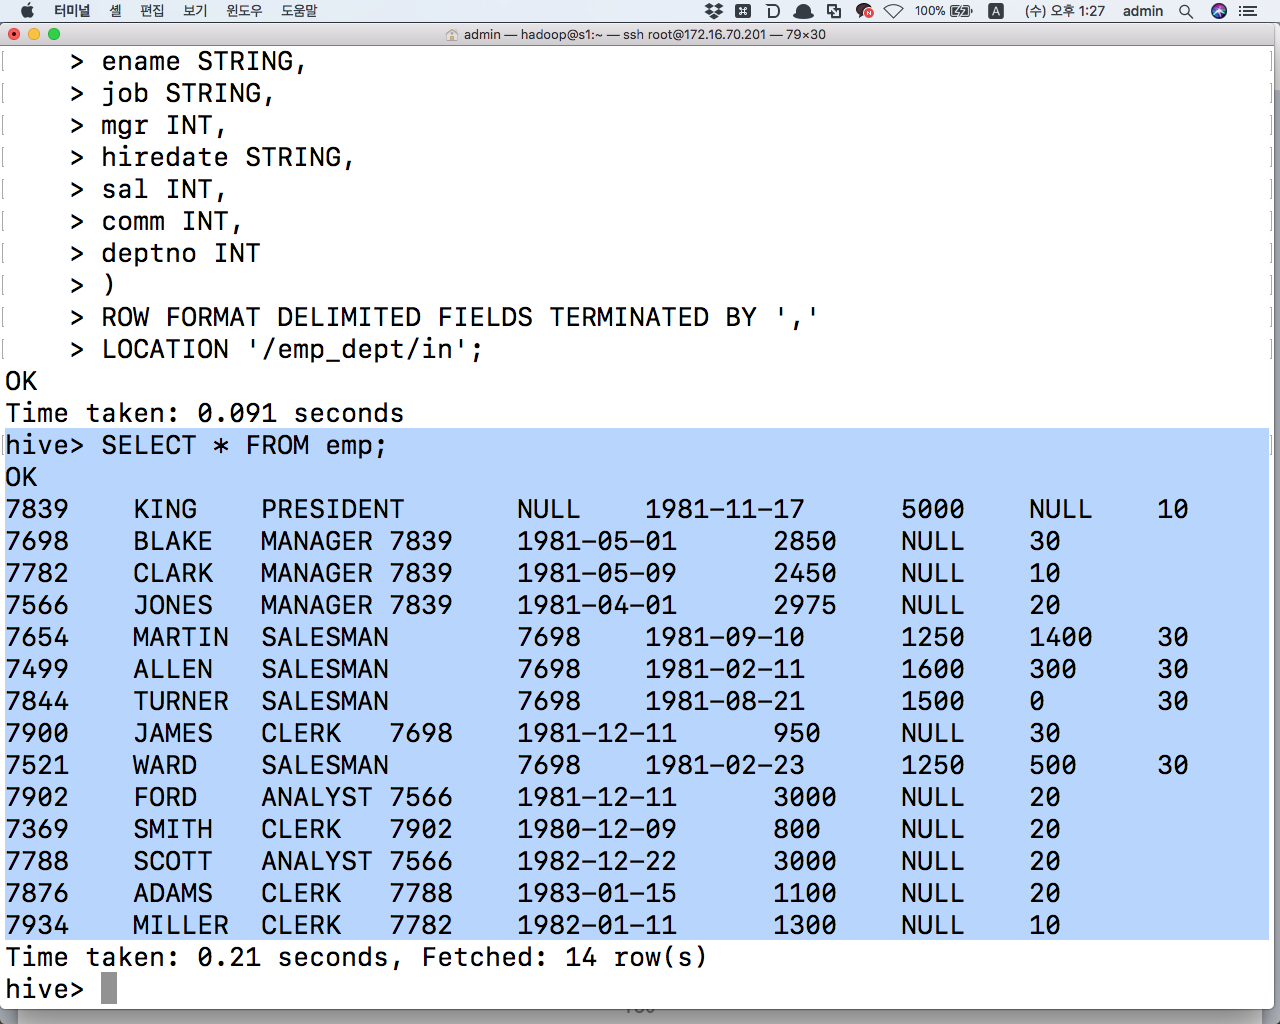 터미널 셸 편집 보기 윈도우 도움말 100% A (수) 오후 1:27 admin
admin — hadoop@s1:~ — ssh root@172.16.70.201 — 79×30
> ename STRING,
> job STRING,
> mgr INT,
> hiredate STRING,
> sal INT,
> comm INT,
> deptno INT
> )
> ROW FORMAT DELIMITED FIELDS TERMINATED BY ','
> LOCATION '/emp_dept/in';
OK
Time taken: 0.091 seconds
hive> SELECT * FROM emp;
OK
7839 KING PRESIDENT NULL 1981-11-17 5000 NULL 10
7698 BLAKE MANAGER 7839 1981-05-01 2850 NULL 30
7782 CLARK MANAGER 7839 1981-05-09 2450 NULL 10
7566 JONES MANAGER 7839 1981-04-01 2975 NULL 20
7654 MARTIN SALESMAN 7698 1981-09-10 1250 1400 30
7499 ALLEN SALESMAN 7698 1981-02-11 1600 300 30
7844 TURNER SALESMAN 7698 1981-08-21 1500 0 30
7900 JAMES CLERK 7698 1981-12-11 950 NULL 30
7521 WARD SALESMAN 7698 1981-02-23 1250 500 30
7902 FORD ANALYST 7566 1981-12-11 3000 NULL 20
7369 SMITH CLERK 7902 1980-12-09 800 NULL 20
7788 SCOTT ANALYST 7566 1982-12-22 3000 NULL 20
7876 ADAMS CLERK 7788 1983-01-15 1100 NULL 20
7934 MILLER CLERK 7782 1982-01-11 1300 NULL 10
Time taken: 0.21 seconds, Fetched: 14 row(s)
hive>